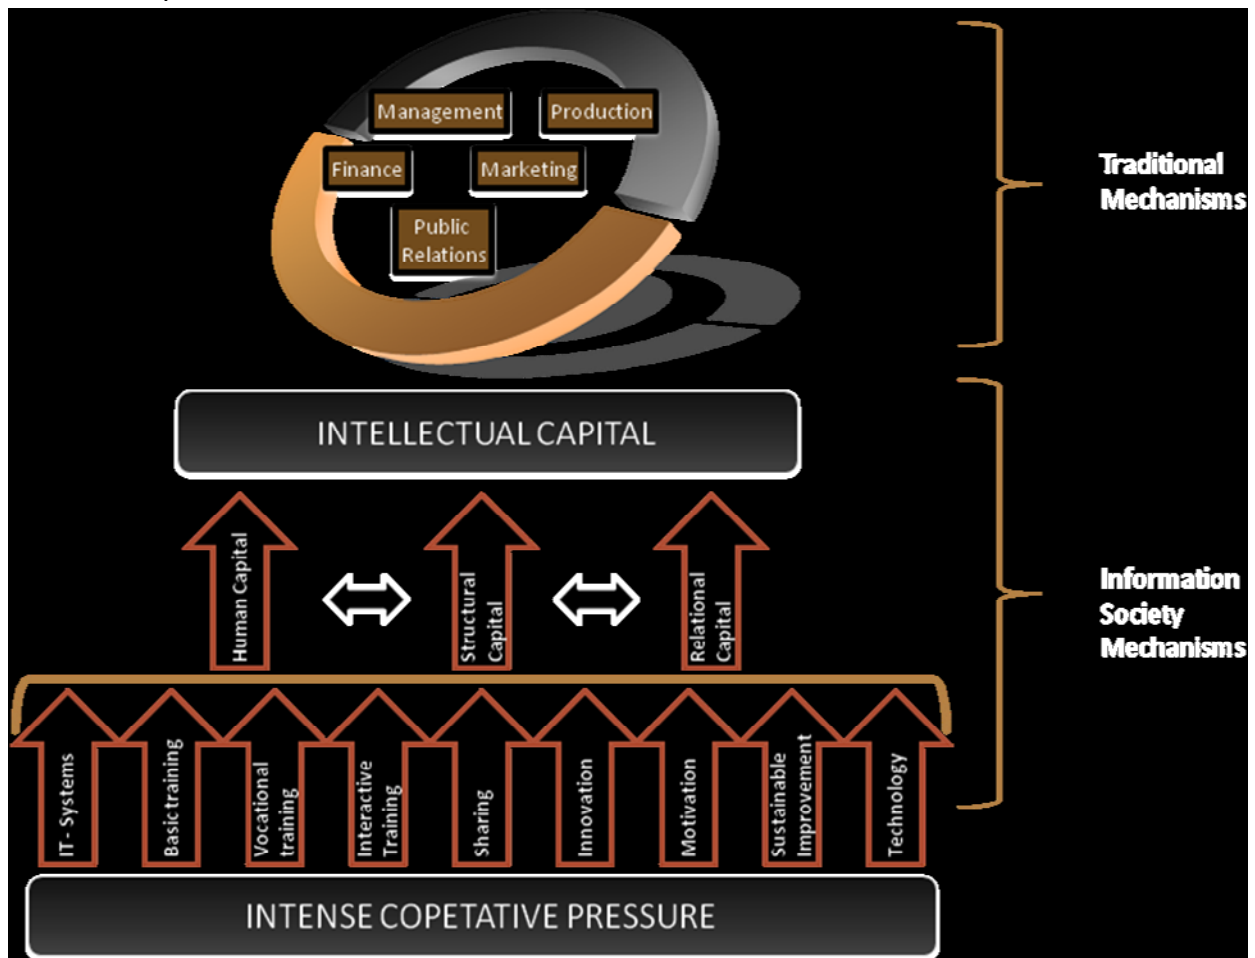 Management
Production
Finance
Marketing
Public
Relations
Traditional
Mechanisms
INTELLECTUAL CAPITAL
Human Capital
Structural
Capital
Relational
Capital
Information
Society
Mechanisms
IT - Systems
Basic training
Vocational
training
Interactive
Training
Sharing
Innovation
Motivation
Sustainable
Improvement
Technology
INTENSE COPETATIVE PRESSURE